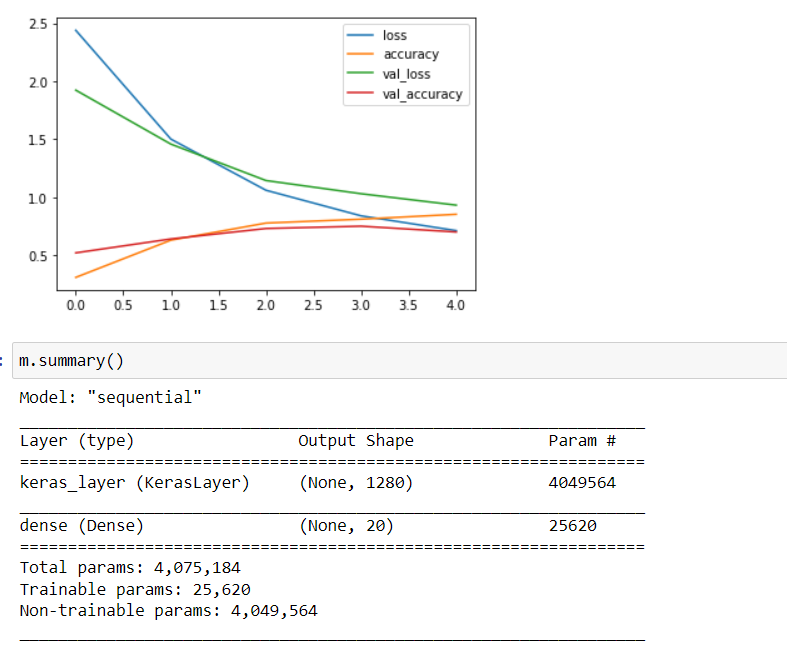 2.5
2.0
1.5
1.0
0.5
loss
accuracy
val_loss
val_accuracy
0.0 0.5 1.0 1.5 2.0 2.5 3.0 3.5 4.0
: m.summary()
Model: "sequential"
Layer (type) Output Shape Param #
=================================================================
keras_layer (KerasLayer) (None, 1280) 4049564
dense (Dense) (None, 20) 25620
=================================================================
Total params: 4,075,184
Trainable params: 25,620
Non-trainable params: 4,049,564